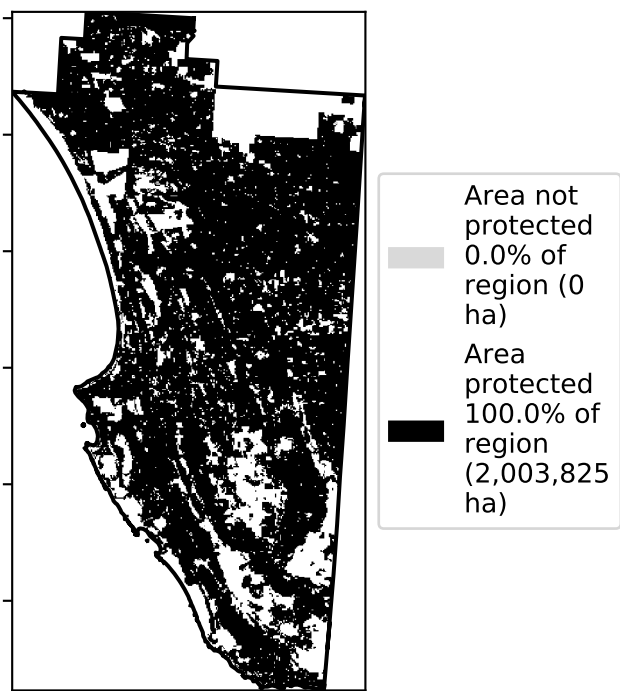 Area not
protected
0.0% of
region (0
ha)
Area
protected
100.0% of
region
(2,003,825
ha)